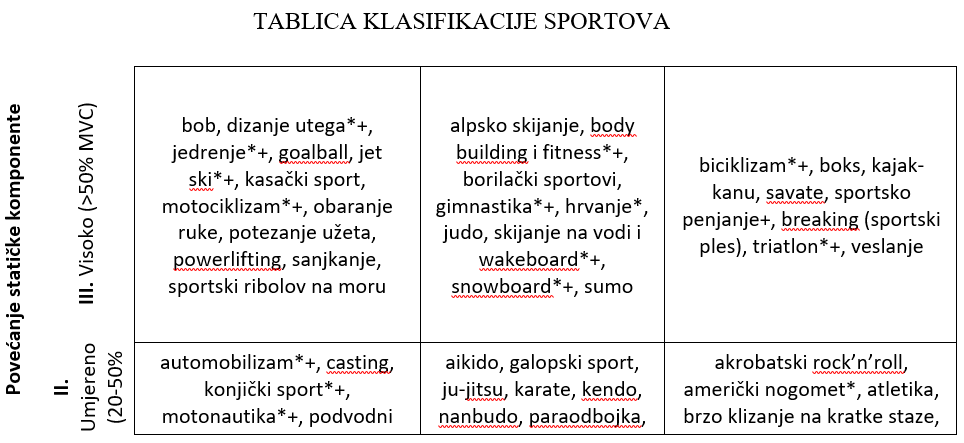 TABLICA KLASIFIKACIJE SPORTOVA
Povećanje statičke komponente
III. Visoko (>50% MVC)
bob, dizanje utega*+,
jedrenje*+, goalball, jet
ski*+, kasački sport,
motociklizam*+, obaranje
ruke, potezanje užeta,
powerlifting, sanjkanje,
sportski ribolov na moru
alpsko skijanje, body
building i fitness*+,
borilački sportovi,
gimnastika*+, hrvanje*,
judo, skijanje na vodi i
wakeboard*+,
snowboard*+, sumo
biciklizam*+, boks, kajak-
kanu, savate, sportsko
penjanje+, breaking (sportski
ples), triatlon*+, veslanje
II.
Umjereno
(20-50%
automobilizam*+, casting,
konjički sport*+,
motonautika*+, podvodni
aikido, galopski sport,
ju-jitsu, karate, kendo,
nanbudo, paraodbojka,
akrobatski rock’n’roll,
američki nogomet*, atletika,
brzo klizanje na kratke staze,